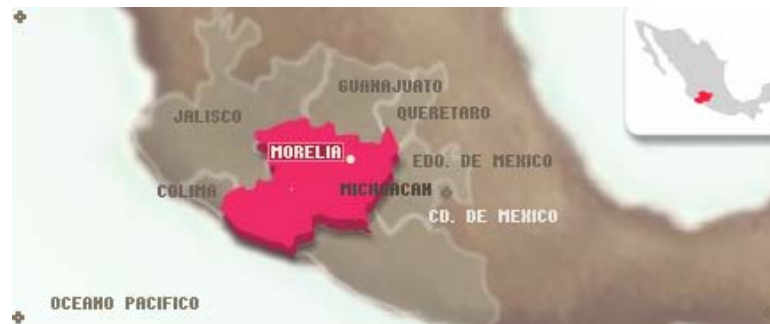 GUANAJUATO
JALISCO
QUERETARO
MORELIA
EDO. DE MEXICO
COLIMA
MICHOACAN
CD. DE MEXICO
OCEANO PACIFICO